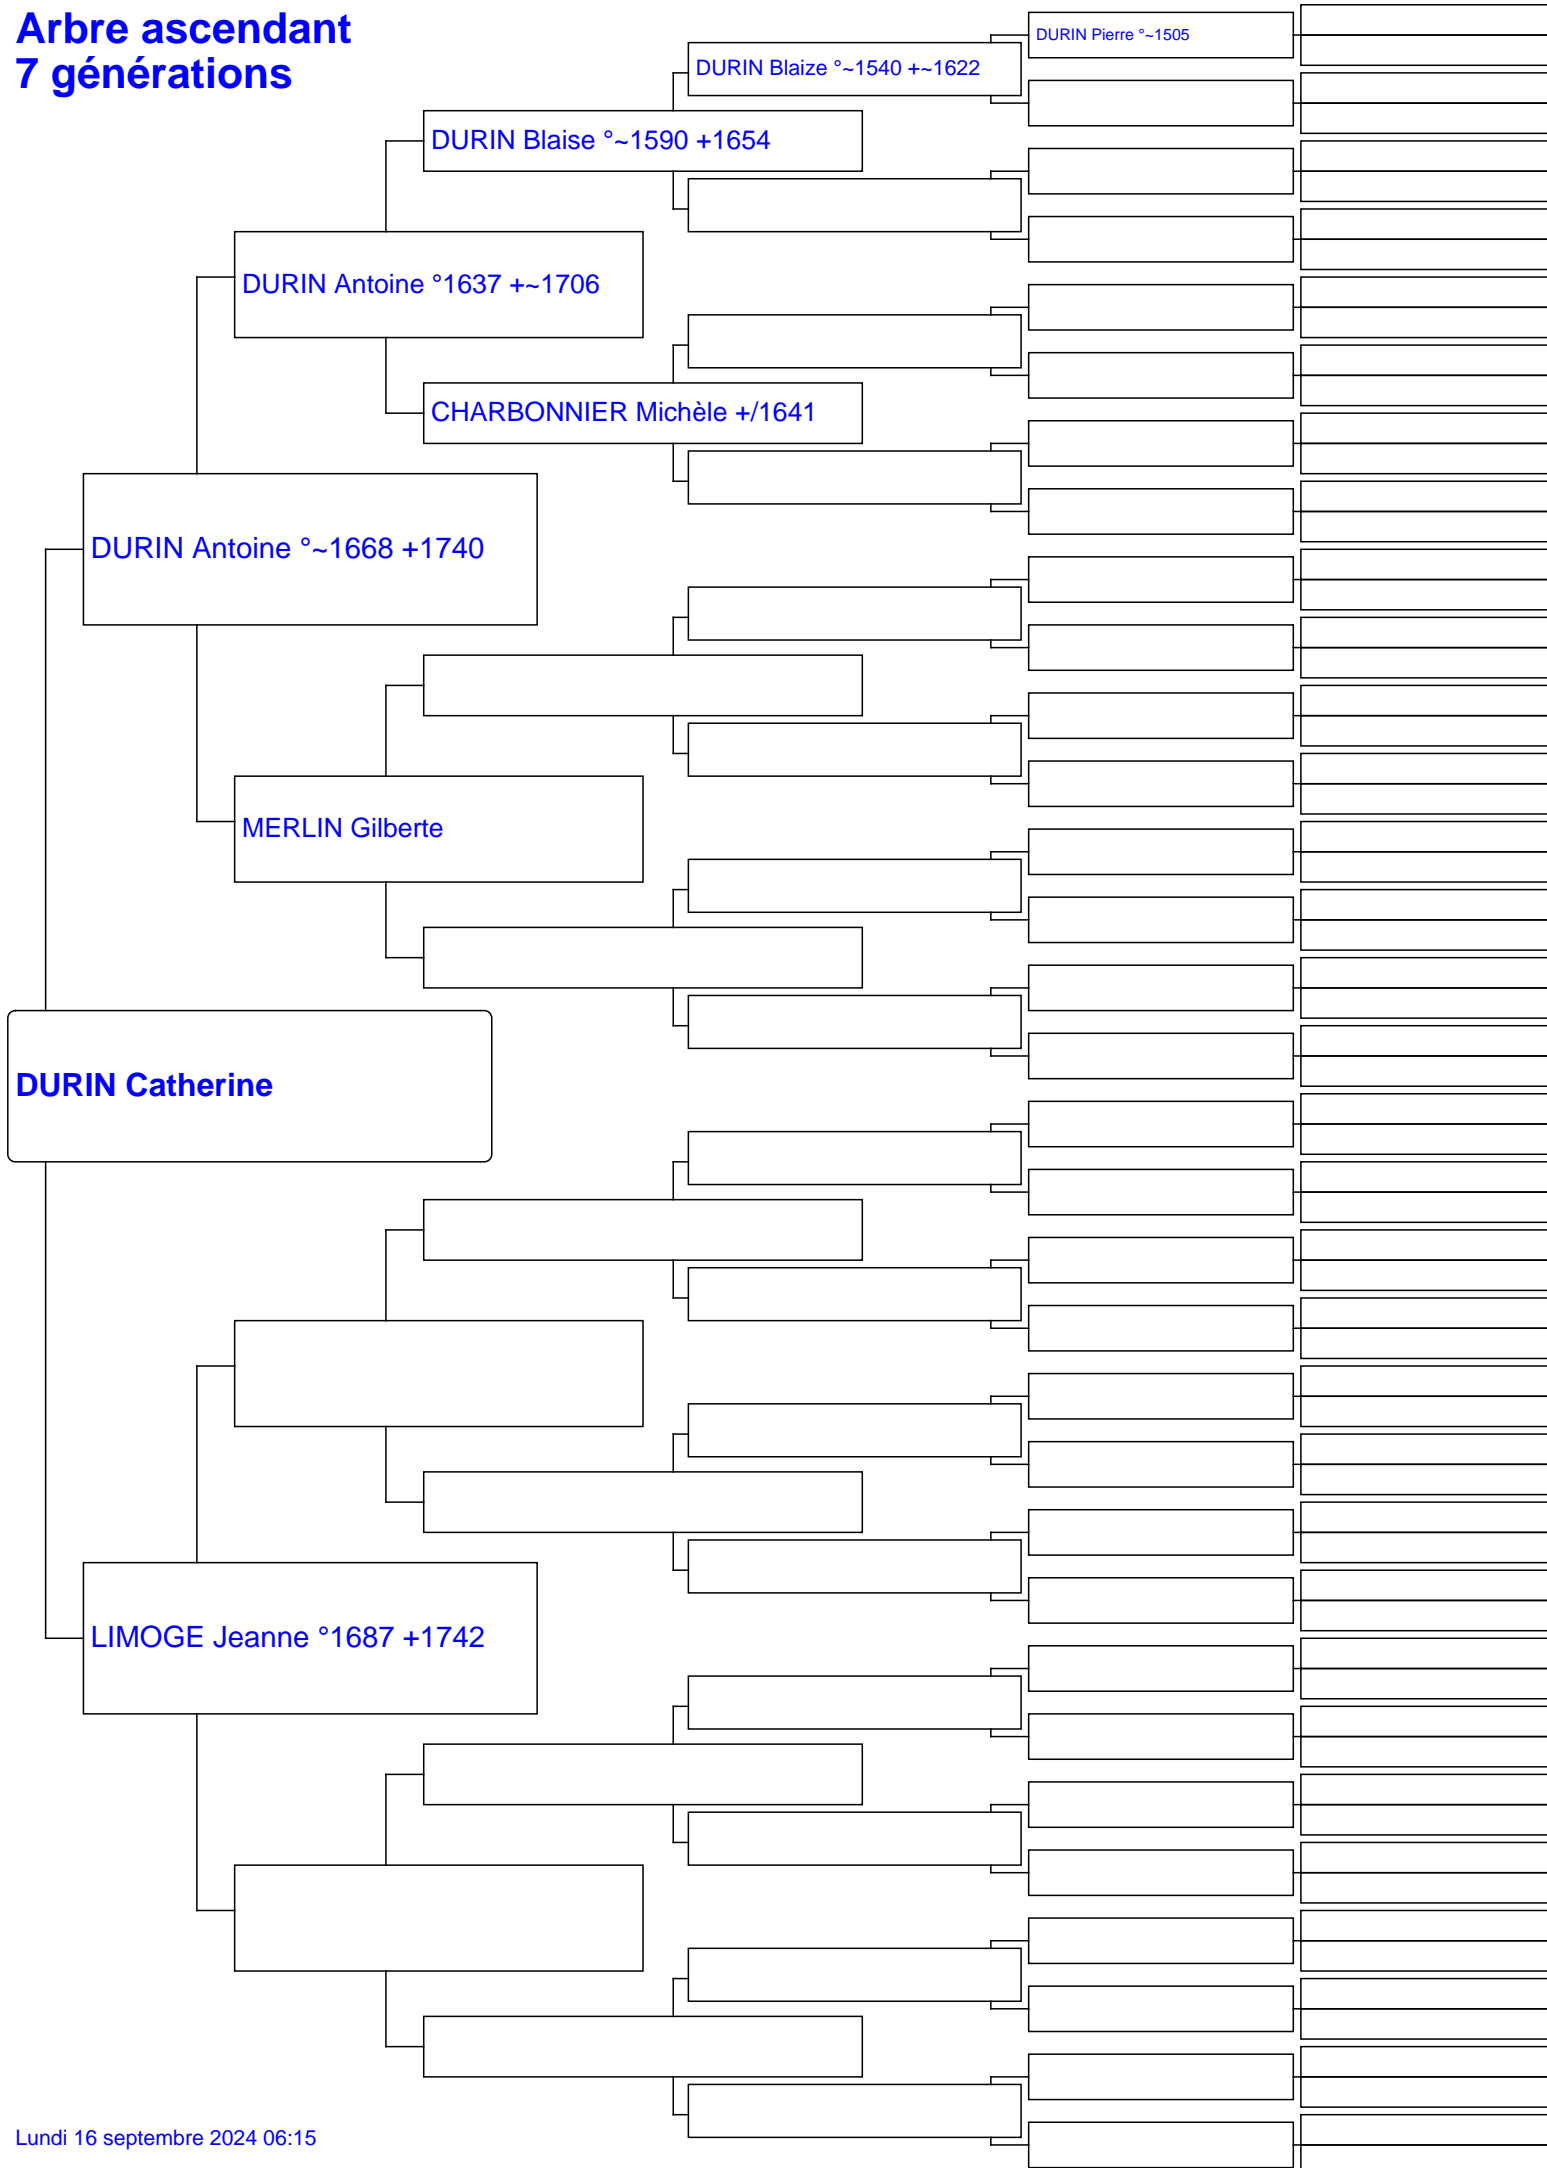 Arbre ascendant
7 générations
DURIN Pierre °~1505
DURIN Blaize °~1540 +~1622
DURIN Blaise °~1590 +1654
DURIN Antoine °1637 +~1706
CHARBONNIER Michèle +/1641
DURIN Antoine °~1668 +1740
MERLIN Gilberte
DURIN Catherine
LIMOGE Jeanne °1687 +1742
Lundi 16 septembre 2024 06:15